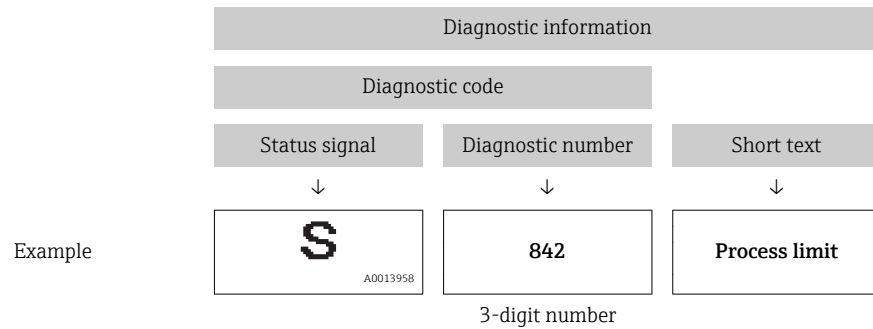 Diagnostic information
Diagnostic code
Status signal Diagnostic number Short text
↓ ↓ ↓
Example S 842 Process limit
A0013958
3-digit number